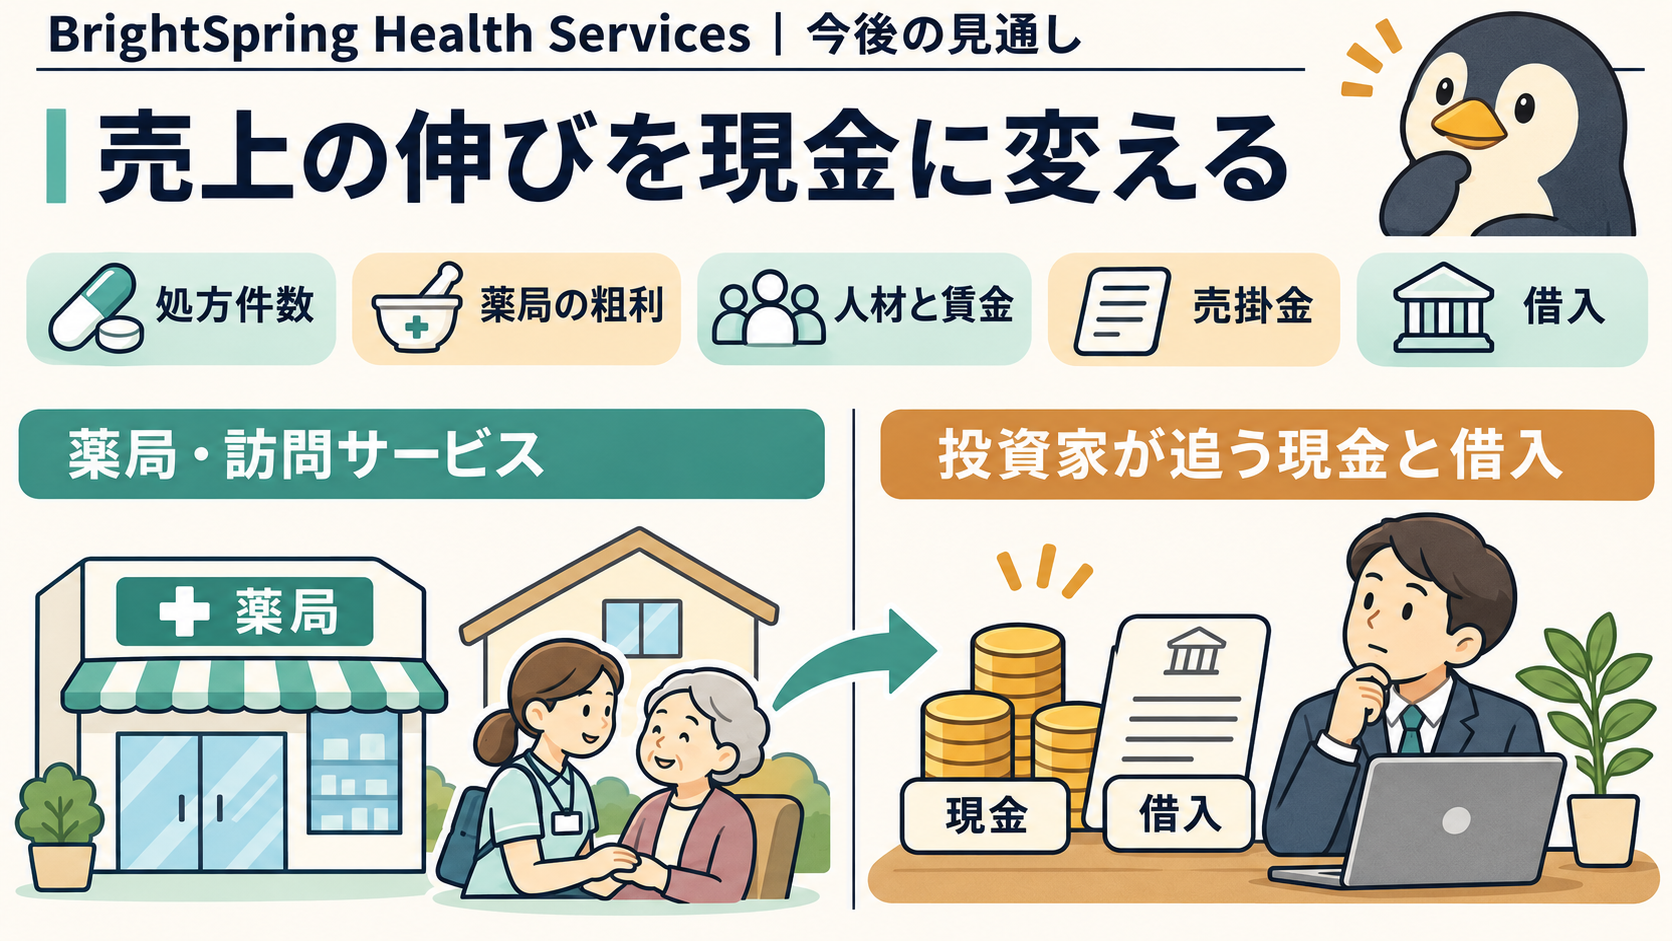 BrightSpring Health Services｜今後の見通し
売上の伸びを現金に変える
処方件数
薬局の粗利
人材と賃金
売掛金
借入
薬局・訪問サービス
薬局
投資家が追う現金と借入
現金
借入